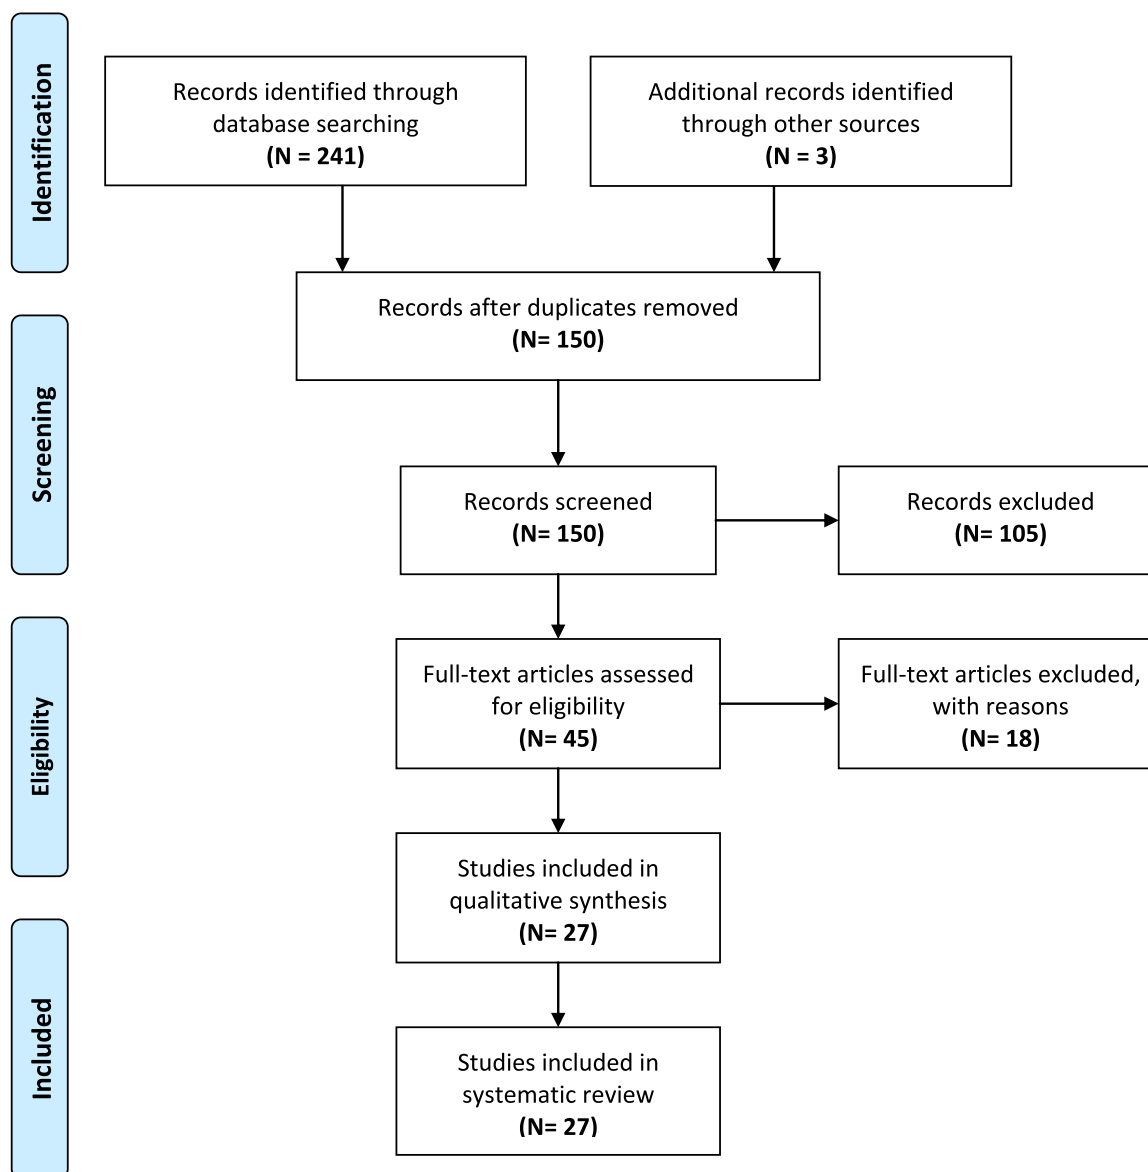 Identification
Records identified through
database searching
(N = 241)
Additional records identified
through other sources
(N = 3)
Records after duplicates removed
(N= 150)
Screening
Records screened
(N= 150)
Records excluded
(N= 105)
Eligibility
Full-text articles assessed
for eligibility
(N= 45)
Full-text articles excluded,
with reasons
(N= 18)
Studies included in
qualitative synthesis
(N= 27)
Included
Studies included in
systematic review
(N= 27)